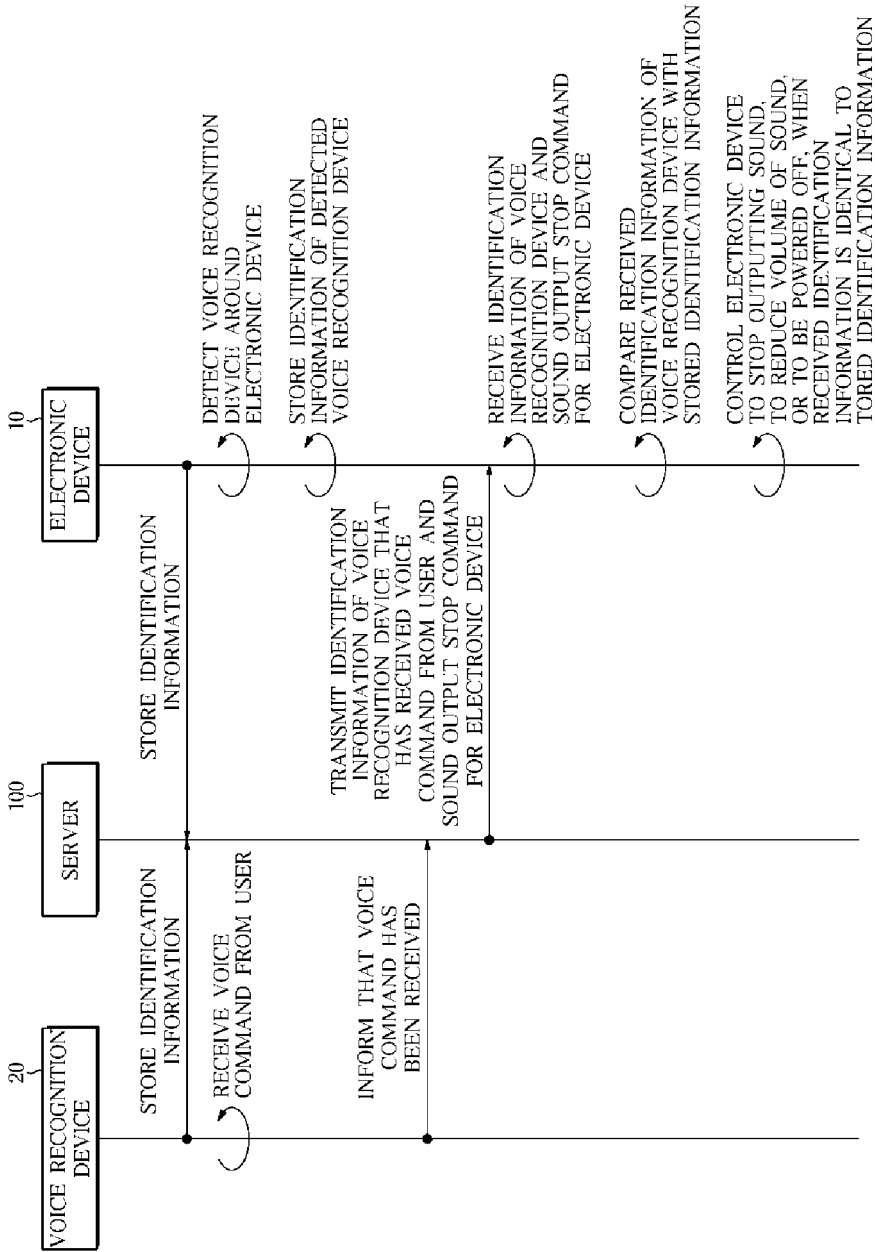 20
VOICE RECOGNITION
DEVICE
100
SERVER
10
ELECTRONIC
DEVICE
STORE IDENTIFICATION
INFORMATION
STORE IDENTIFICATION
INFORMATION
RECEIVE VOICE
COMMAND FROM USER
DETECT VOICE RECOGNITION
DEVICE AROUND
ELECTRONIC DEVICE
STORE IDENTIFICATION
INFORMATION OF DETECTED
VOICE RECOGNITION DEVICE
INFORM THAT VOICE
COMMAND HAS
BEEN RECEIVED
TRANSMIT IDENTIFICATION
INFORMATION OF VOICE
RECOGNITION DEVICE THAT
HAS RECEIVED VOICE
COMMAND FROM USER AND
SOUND OUTPUT STOP COMMAND
FOR ELECTRONIC DEVICE
RECEIVE IDENTIFICATION
INFORMATION OF VOICE
RECOGNITION DEVICE AND
SOUND OUTPUT STOP COMMAND
FOR ELECTRONIC DEVICE
COMPARE RECEIVED
IDENTIFICATION INFORMATION OF
VOICE RECOGNITION DEVICE WITH
STORED IDENTIFICATION INFORMATION
CONTROL ELECTRONIC DEVICE
TO STOP OUTPUTTING SOUND,
TO REDUCE VOLUME OF SOUND,
OR TO BE POWERED OFF, WHEN
RECEIVED IDENTIFICATION
INFORMATION IS IDENTICAL TO
TORED IDENTIFICATION INFORMATION